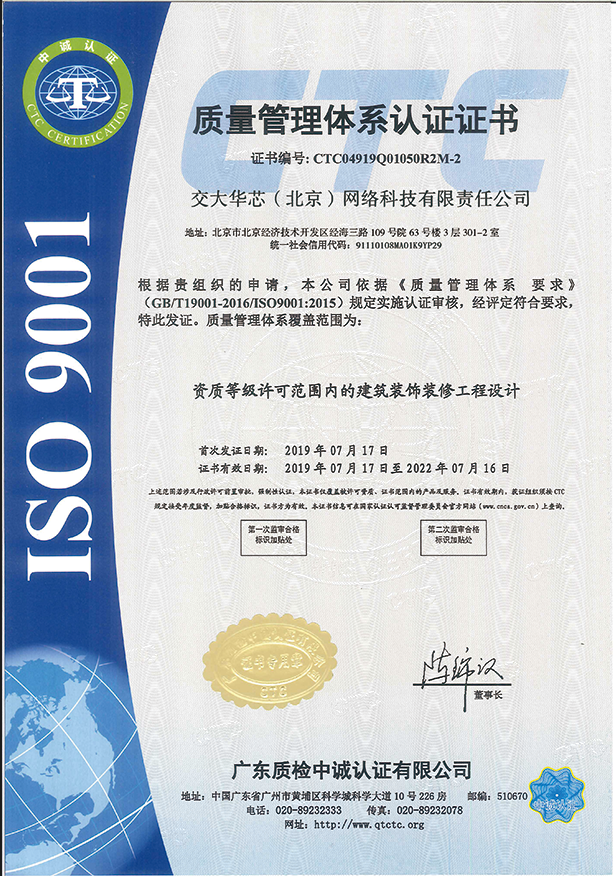 中诚认证
CTC CERTIFICATION
CTC
质量管理体系认证证书
证书编号: CTC04919Q01050R2M-2
交大华芯（北京）网络科技有限责任公司
地址: 北京市北京经济技术开发区经海三路 109 号院 63 号楼 3 层 301-2 室
统一社会信用代码: 91110108MA01K9YP29
ISO 9001
根据贵组织的申请，本公司依据《质量管理体系 要求》
（GB/T19001-2016/ISO9001:2015）规定实施认证审核，经评定符合要求，
特此发证。质量管理体系覆盖范围为:
资质等级许可范围内的建筑装饰装修工程设计
首次发证日期: 2019 年 07 月 17 日
证书有效日期: 2019 年 07 月 17 日至 2022 年 07 月 16 日
上述范围若涉及行政许可前置审批、强制性认证，本证书仅覆盖被许可资质、证书范围内的产品及服务。证书有效期内，获证组织须按 CTC
规定接受年度监督，加贴合格标识，证书方为有效。本证书信息可在国家认证认可监督管理委员会官方网站 (www.cnca.gov.cn) 上查询。
第一次监审合格
标识加贴处
第二次监审合格
标识加贴处
证书专用章
CTC
董事长
广东质检中诚认证有限公司
地址: 中国广东省广州市黄埔区科学城科学大道 10 号 226 房 邮编: 510670
电话: 020-89232333 传真: 020-89232078
网址: http://www.qtctc.org
中诚认证